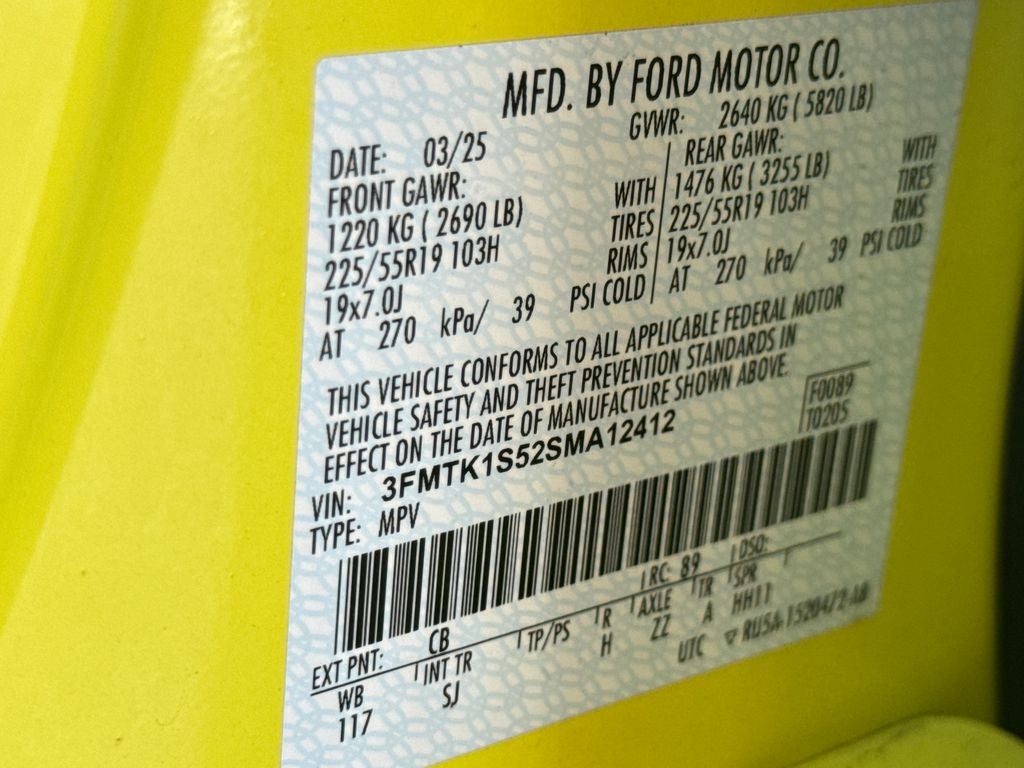 MFD. BY FORD MOTOR CO.
DATE: 03/25
GVWR: 2640 KG ( 5820 LB)
FRONT GAWR:
1220 KG ( 2690 LB) WITH
225/55R19 103H TIRES
19x7.0J RIMS
AT 270 kPa/ 39 PSI COLD
REAR GAWR:
1476 KG ( 3255 LB) WITH
225/55R19 103H TIRES
19x7.0J RIMS
AT 270 kPa/ 39 PSI COLD
THIS VEHICLE CONFORMS TO ALL APPLICABLE FEDERAL MOTOR
VEHICLE SAFETY AND THEFT PREVENTION STANDARDS IN
EFFECT ON THE DATE OF MANUFACTURE SHOWN ABOVE.
F0089
T0205
VIN: 3FMTK1S52SMA12412
TYPE: MPV
EXT PNT: CB RC: 89 DSO:
WB INT TR TP/PS R AXLE TR SPR
117 SJ H ZZ A HH11
UTC ▽ RU5A-1520472-AB